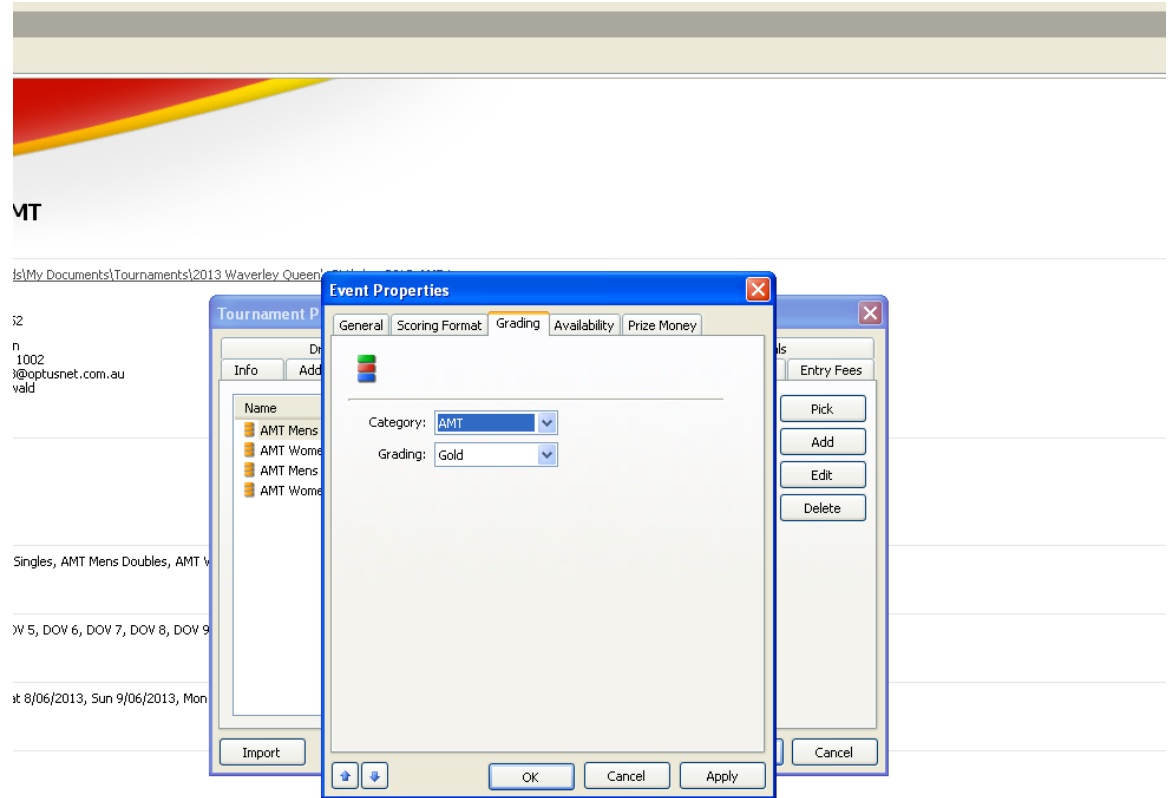 MT
ds\My Documents\Tournaments\2013 Waverley Queen'
52
n
1002
@optusnet.com.au
wald
Singles, AMT Mens Doubles, AMT W
OV 5, DOV 6, DOV 7, DOV 8, DOV 9
at 8/06/2013, Sun 9/06/2013, Mon
Tournament P
Dr
ls
Info Add Entry Fees
Name
AMT Mens
AMT Wome
AMT Mens
AMT Wome
Pick
Add
Edit
Delete
Import
Cancel
Event Properties
General Scoring Format Grading Availability Prize Money
Category: AMT
Grading: Gold
OK Cancel Apply